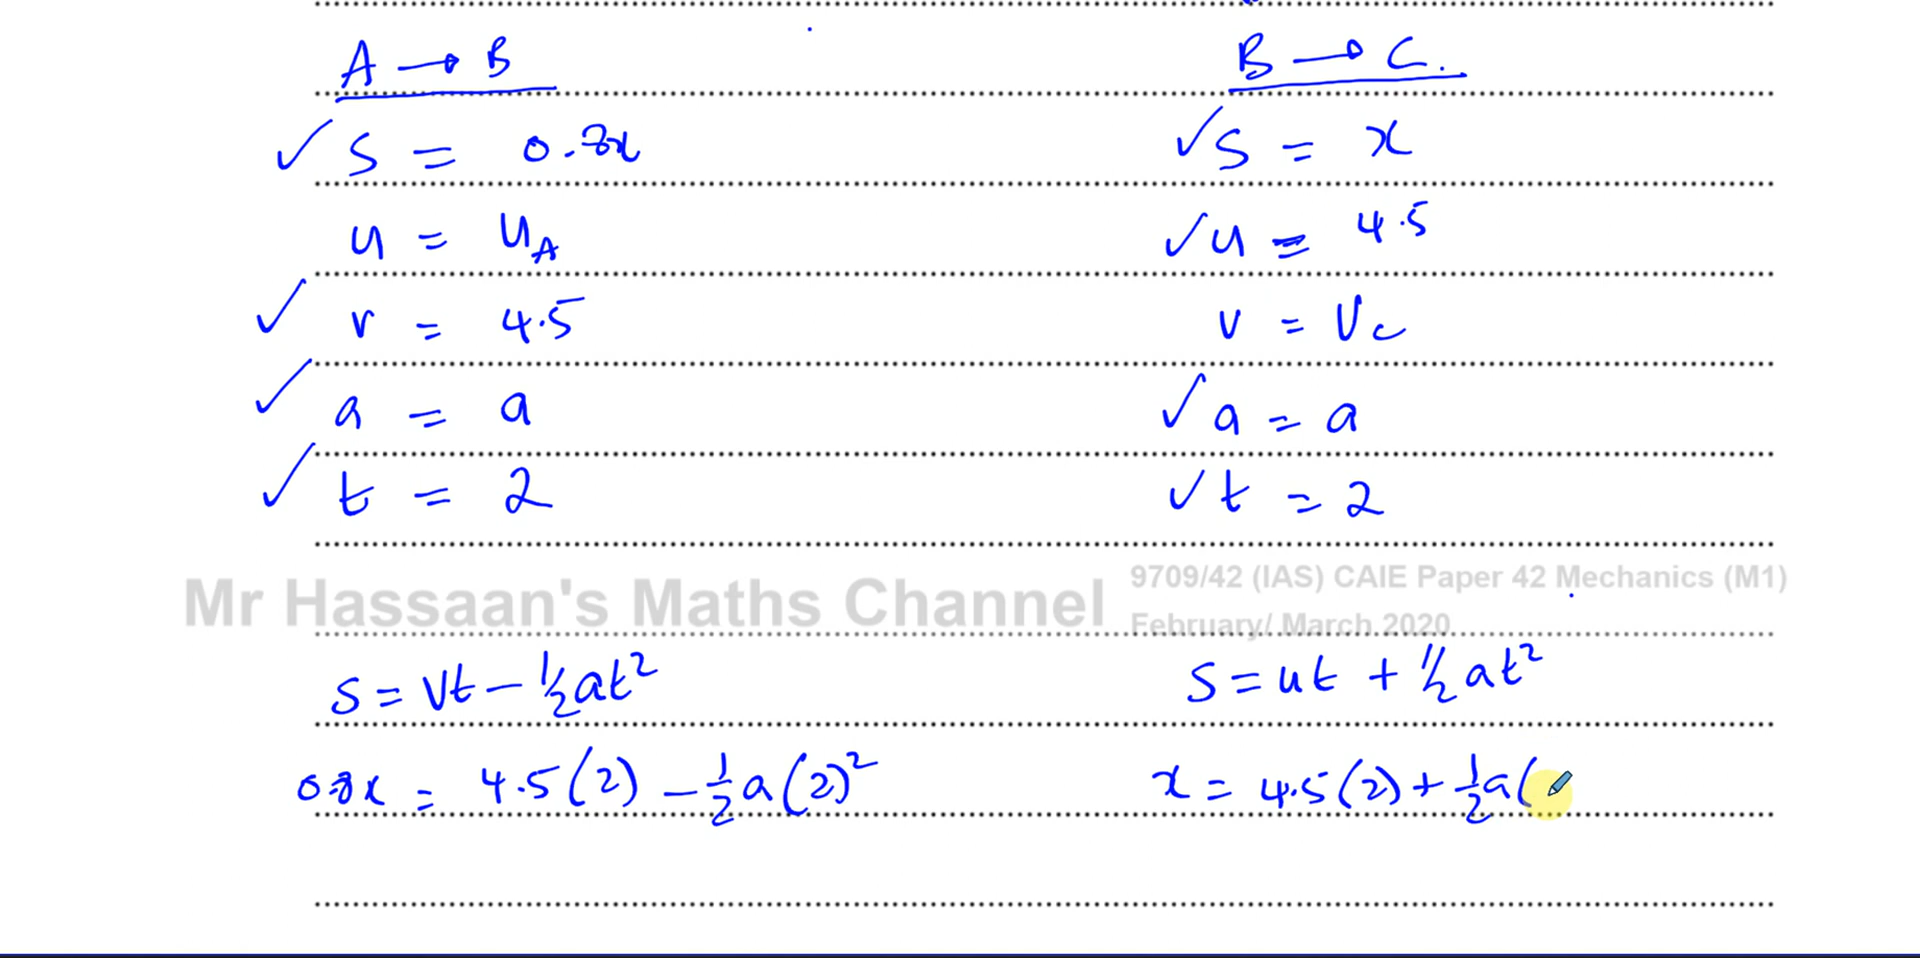 A → B B → C.
✓ s = 0.8x ✓ s = x
u = u_A ✓ u = 4.5
✓ v = 4.5 v = V_c
✓ a = a ✓ a = a
✓ t = 2 ✓ t = 2
Mr Hassaan's Maths Channel 9709/42 (IAS) CAIE Paper 42 Mechanics (M1)
February/ March 2020
s = vt - ½at² s = ut + ½at²
0.8x = 4.5(2) - ½a(2)² x = 4.5(2) + ½a(